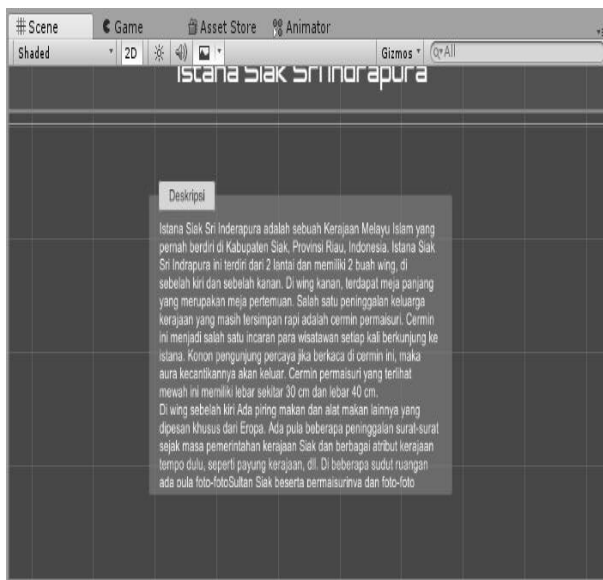 Scene Game Asset Store Animator
Shaded 2D Gizmos All
Istana Siak Sri Indrapura
Deskripsi
Istana Siak Sri Inderapura adalah sebuah Kerajaan Melayu Islam yang
pernah berdiri di Kabupaten Siak, Provinsi Riau, Indonesia. Istana Siak
Sri Indrapura ini terdiri dari 2 lantai dan memiliki 2 buah wing, di
sebelah kiri dan sebelah kanan. Di wing kanan, terdapat meja panjang
yang merupakan meja pertemuan. Salah satu peninggalan keluarga
kerajaan yang masih tersimpan rapi adalah cermin permaisuri. Cermin
ini menjadi salah satu incaran para wisatawan setiap kali berkunjung ke
istana. Konon pengunjung percaya jika berkaca di cermin ini, maka
aura kecantikannya akan keluar. Cermin permaisuri yang terlihat
mewah ini memiliki lebar sekitar 30 cm dan lebar 40 cm.
Di wing sebelah kiri Ada piring makan dan alat makan lainnya yang
dipesan khusus dari Eropa. Ada pula beberapa peninggalan surat-surat
sejak masa pemerintahan kerajaan Siak dan berbagai atribut kerajaan
tempo dulu, seperti payung kerajaan, dll. Di beberapa sudut ruangan
ada pula foto-fotoSultan Siak beserta permaisurinya dan foto-foto